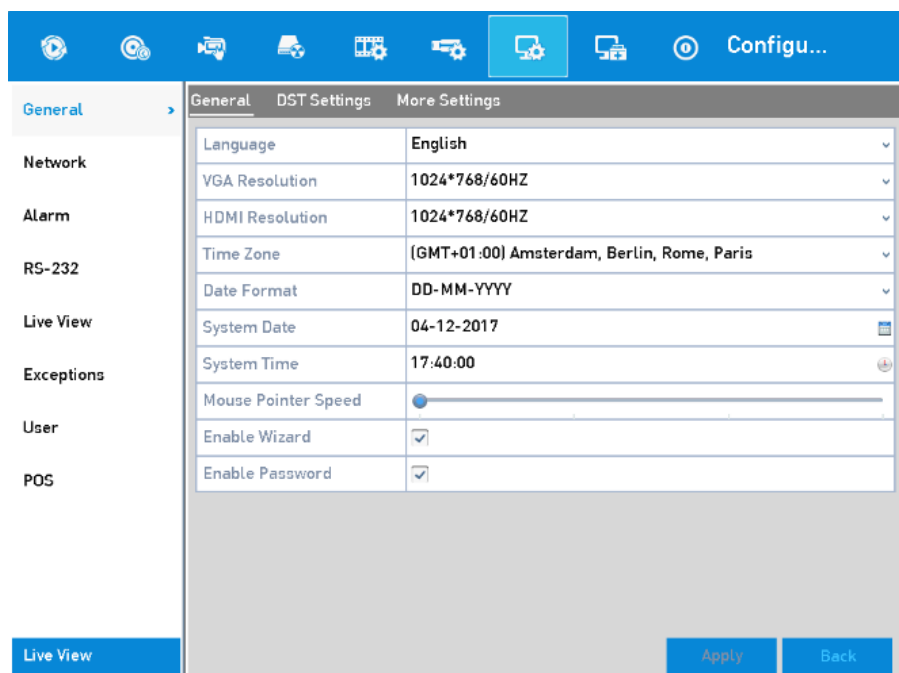 Configu...
General
Network
Alarm
RS-232
Live View
Exceptions
User
POS
Live View
General DST Settings More Settings
Language English
VGA Resolution 1024*768/60HZ
HDMI Resolution 1024*768/60HZ
Time Zone (GMT+01:00) Amsterdam, Berlin, Rome, Paris
Date Format DD-MM-YYYY
System Date 04-12-2017
System Time 17:40:00
Mouse Pointer Speed
Enable Wizard
Enable Password
Apply Back